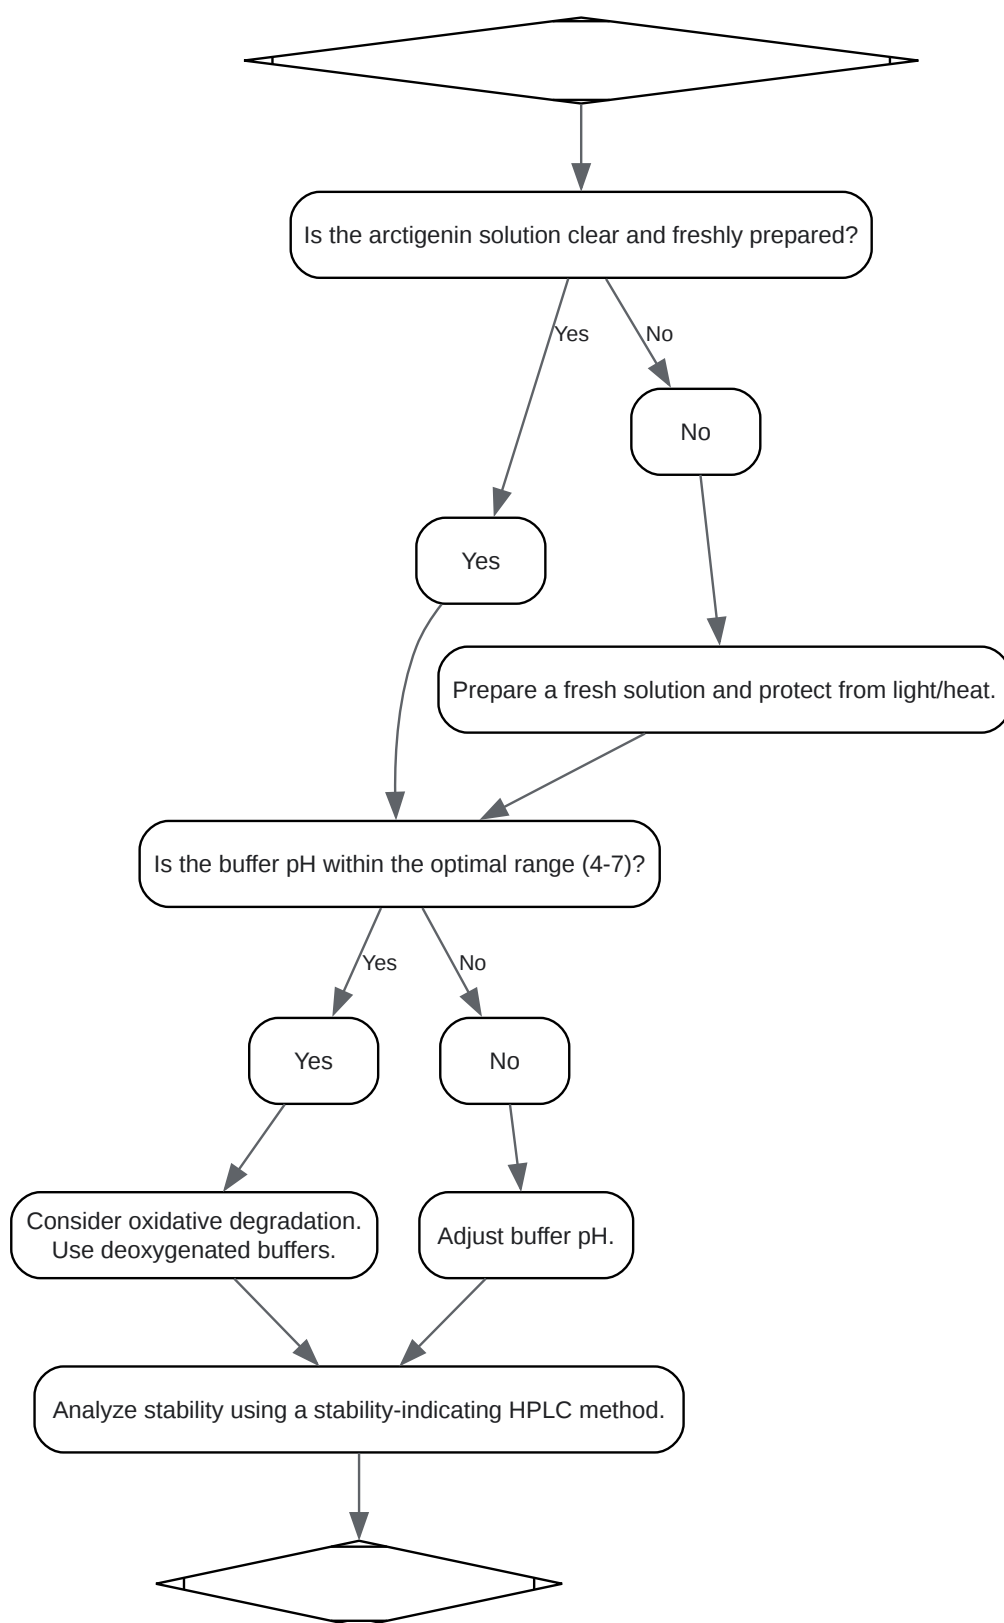 Is the arctigenin solution clear and freshly prepared?
Yes
No
No
Yes
Prepare a fresh solution and protect from light/heat.
Is the buffer pH within the optimal range (4-7)?
Yes
No
Yes
No
Consider oxidative degradation.
Use deoxygenated buffers.
Adjust buffer pH.
Analyze stability using a stability-indicating HPLC method.